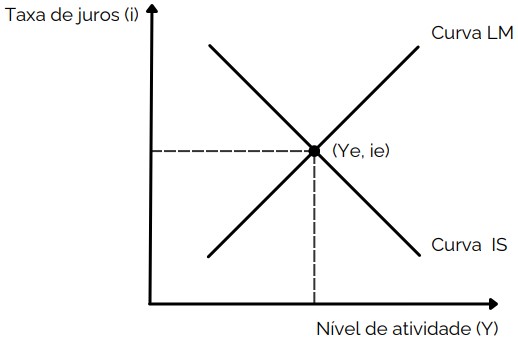 Taxa de juros (i)
Curva LM
(Ye, ie)
Curva IS
Nível de atividade (Y)